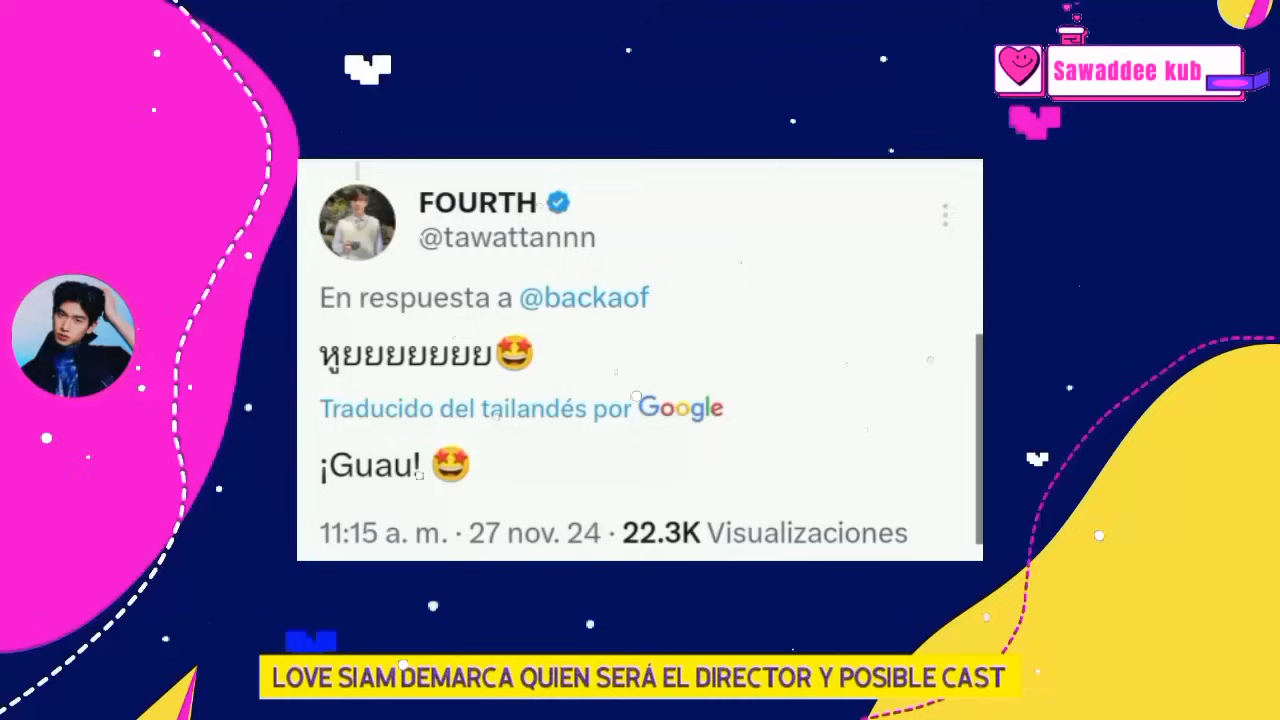 Sawaddee kub
FOURTH
@tawattannn
En respuesta a @backaof
หูยยยยยยยย🤩
Traducido del tailandés por Google
¡Guau! 🤩
11:15 a. m. · 27 nov. 24 · 22.3K Visualizaciones
LOVE SIAM DEMARCA QUIEN SERÁ EL DIRECTOR Y POSIBLE CAST